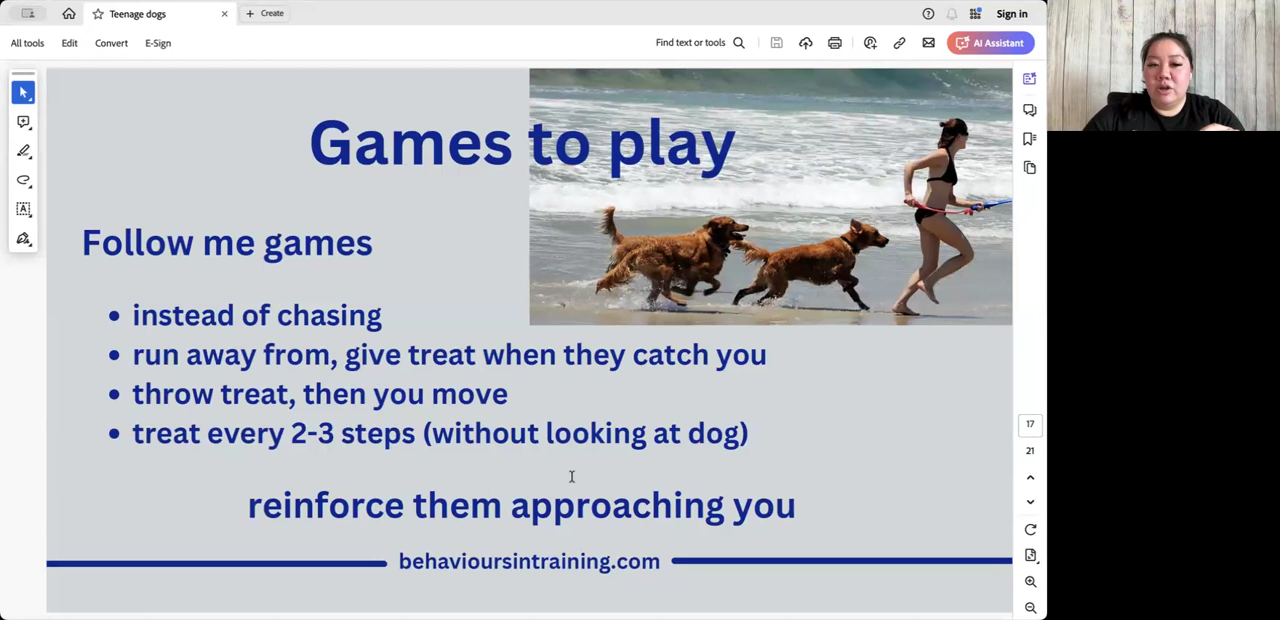 Teenage dogs
Create
Sign in
All tools
Edit
Convert
E-Sign
Find text or tools
AI Assistant
Games to play
Follow me games
• instead of chasing
• run away from, give treat when they catch you
• throw treat, then you move
• treat every 2-3 steps (without looking at dog)
reinforce them approaching you
behavioursintraining.com
17
21